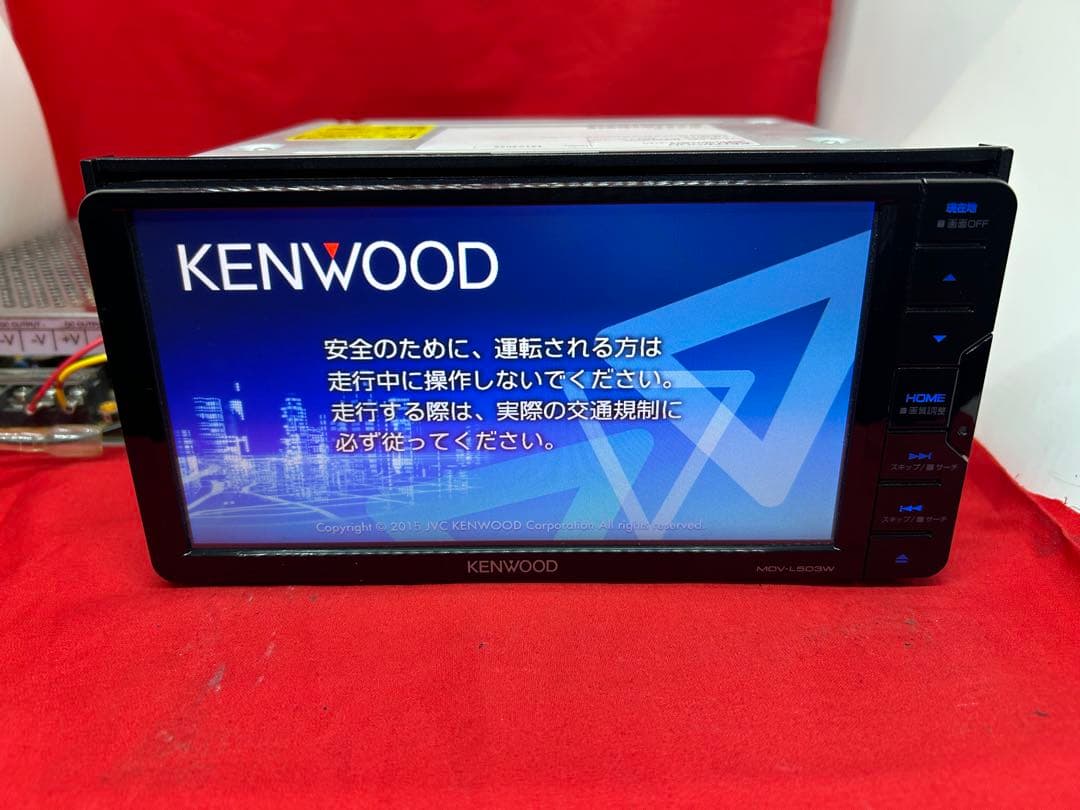 KENWOOD
安全のために、運転される方は
走行中に操作しないでください。
走行する際は、実際の交通規制に
必ず従ってください。
Copyright © 2015 JVC KENWOOD Corporation All rights reserved.
KENWOOD
MDV-L503W
現在地
■画面OFF
HOME
■画質調整
スキップ/■サーチ
スキップ/■サーチ
DC OUTPUT
-V -V +V